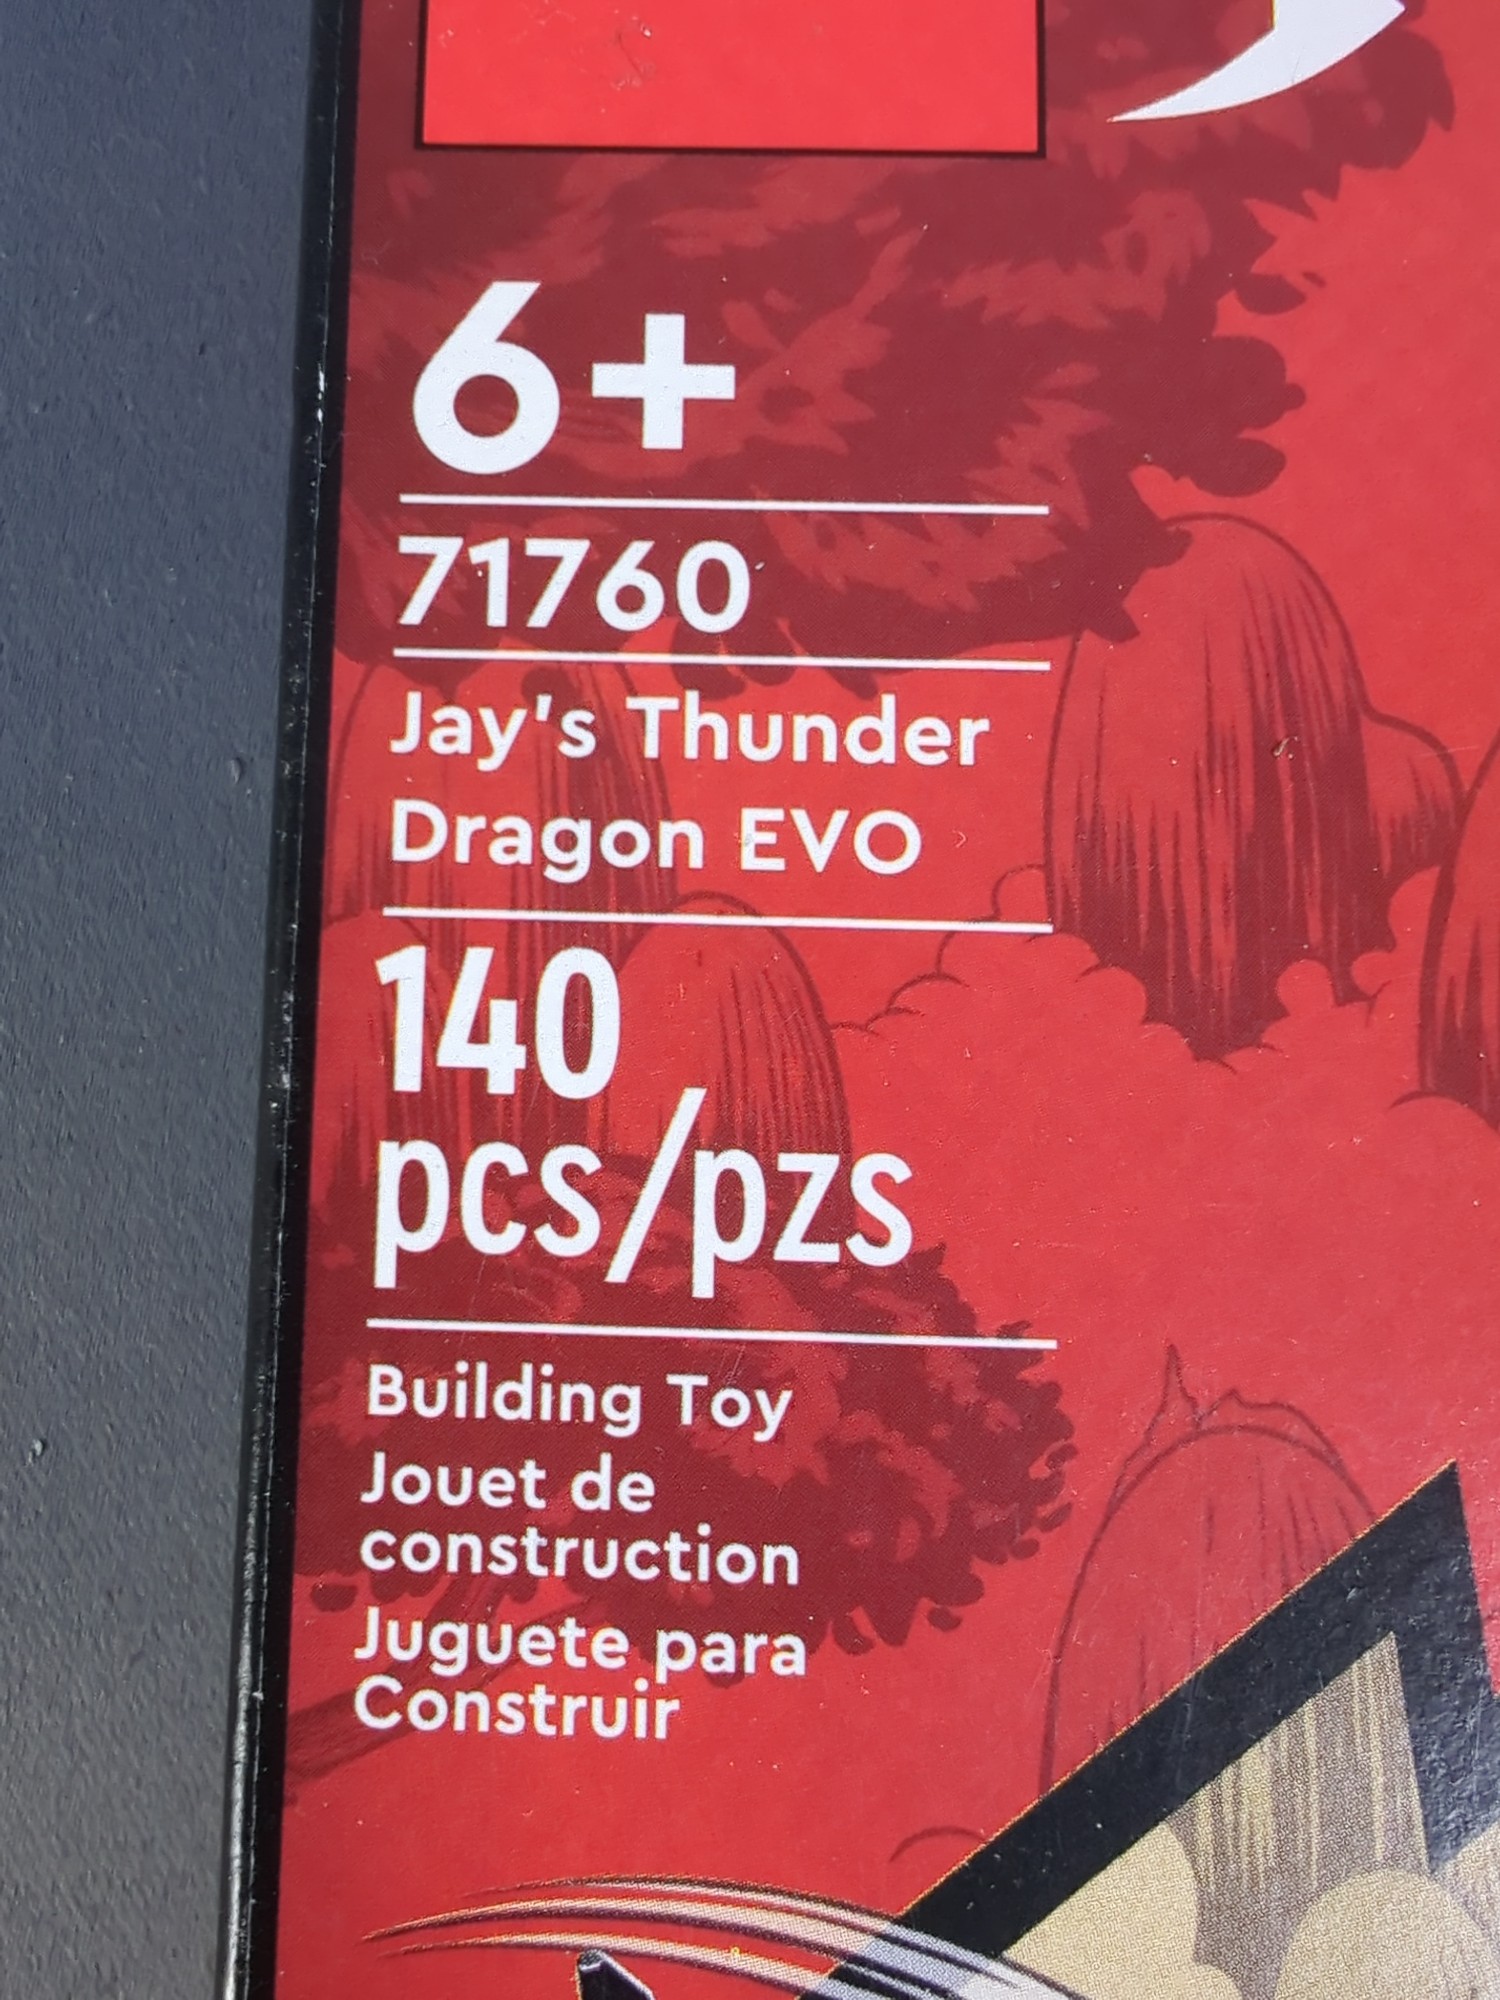 6+
71760
Jay's Thunder
Dragon EVO
140
pcs/pzs
Building Toy
Jouet de
construction
Juguete para
Construir